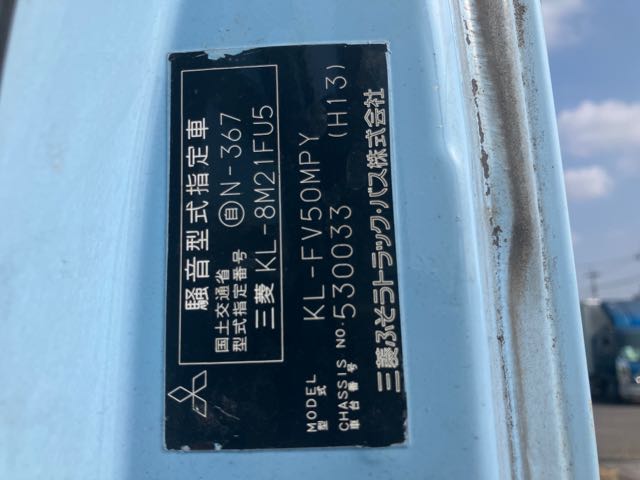 騒音型式指定車
国土交通省
型式指定番号 自N-367
三菱 KL-8M21FU5
MODEL
型式 KL-FV50MPY
CHASSIS NO. 530033 (H13)
車台番号
三菱ふそうトラック・バス株式会社